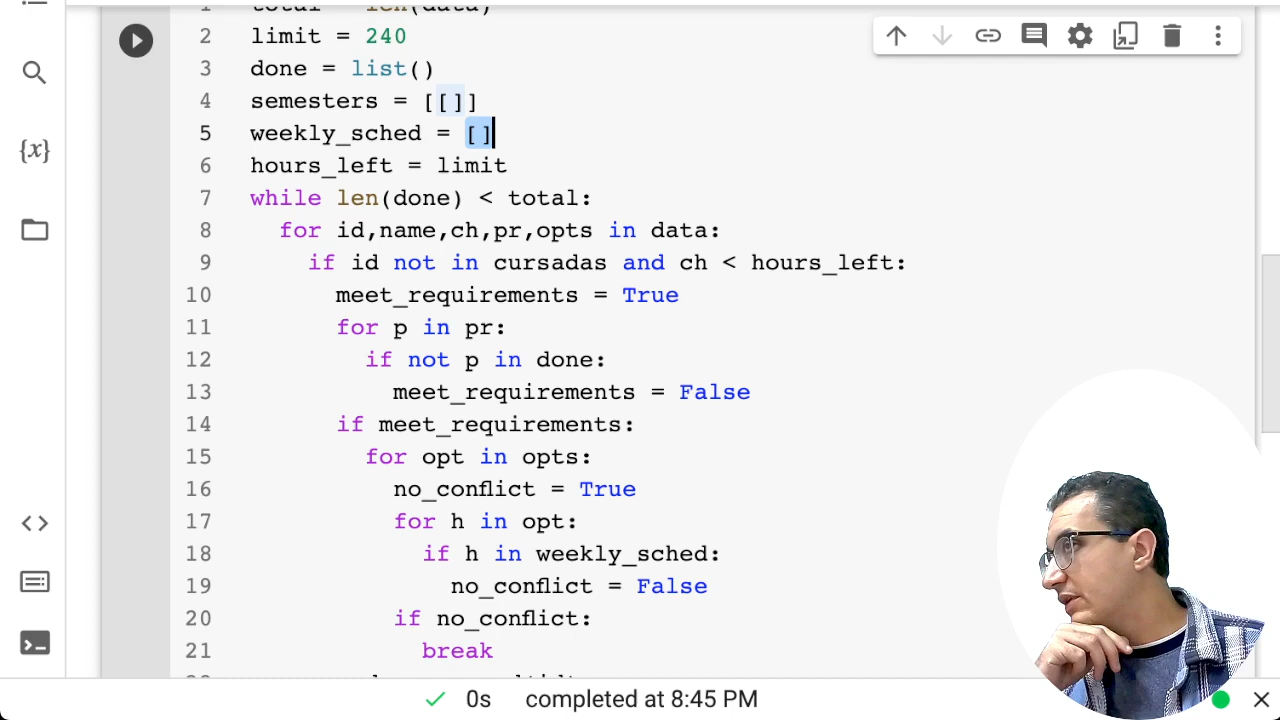 1 total = len(data)
2 limit = 240
3 done = list()
4 semesters = [[]]
5 weekly_sched = []
6 hours_left = limit
7 while len(done) < total:
8 for id,name,ch,pr,opts in data:
9 if id not in cursadas and ch < hours_left:
10 meet_requirements = True
11 for p in pr:
12 if not p in done:
13 meet_requirements = False
14 if meet_requirements:
15 for opt in opts:
16 no_conflict = True
17 for h in opt:
18 if h in weekly_sched:
19 no_conflict = False
20 if no_conflict:
21 break
{x}
0s completed at 8:45 PM